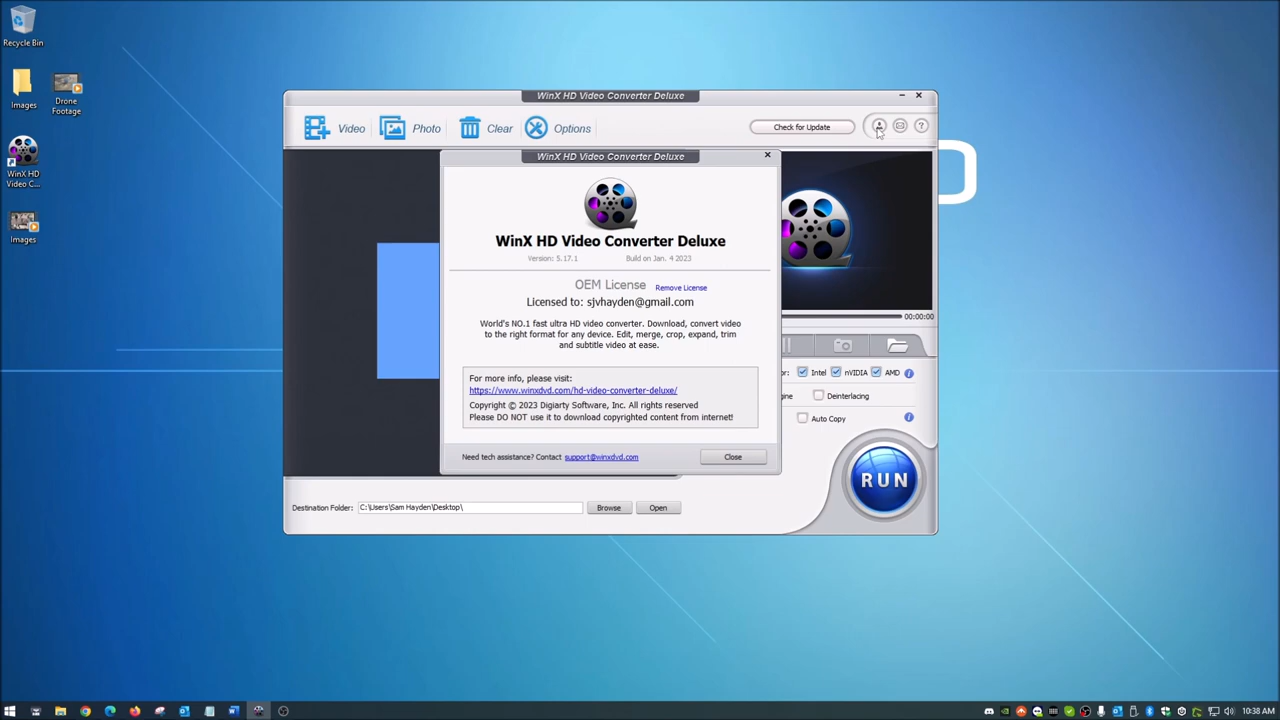 Recycle Bin
Images
Drone
Footage
WinX HD
Video C...
Images
WinX HD Video Converter Deluxe
Video
Photo
Clear
Options
Check for Update
WinX HD Video Converter Deluxe
WinX HD Video Converter Deluxe
Version: 5.17.1
Build on Jan. 4 2023
OEM License
Remove License
Licensed to: sjvhayden@gmail.com
World's NO.1 fast ultra HD video converter. Download, convert video
to the right format for any device. Edit, merge, crop, expand, trim
and subtitle video at ease.
For more info, please visit:
https://www.winxdvd.com/hd-video-converter-deluxe/
Copyright © 2023 Digiarty Software, Inc. All rights reserved
Please DO NOT use it to download copyrighted content from internet!
Need tech assistance? Contact support@winxdvd.com
Close
00:00:00
or: Intel nVIDIA AMD
gine Deinterlacing
Auto Copy
RUN
Destination Folder: C:\Users\Sam Hayden\Desktop\
Browse
Open
10:38 AM